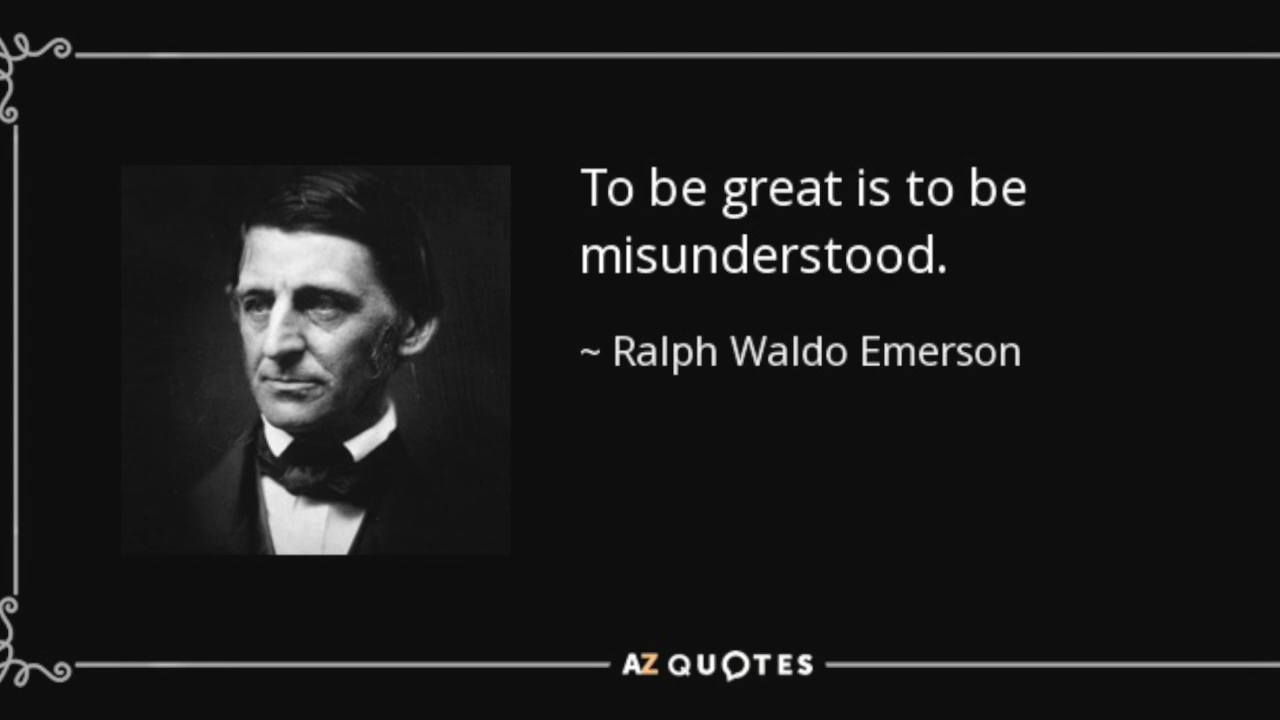 To be great is to be
misunderstood.
~ Ralph Waldo Emerson
AZ QUOTES